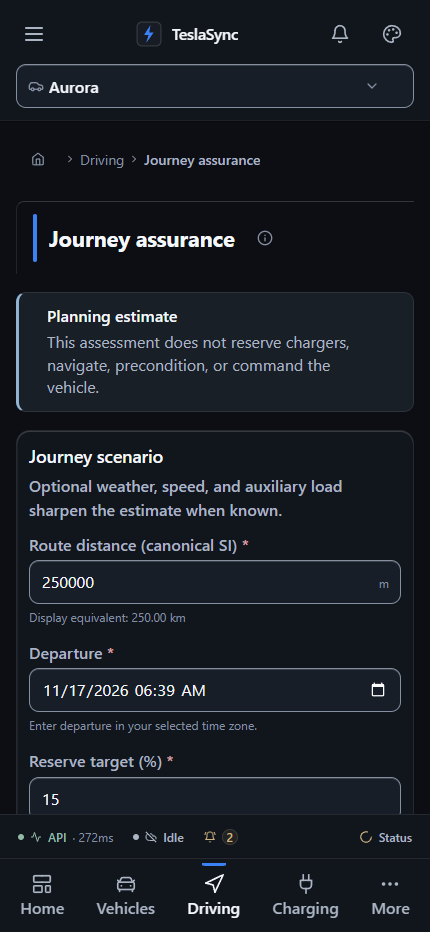 TeslaSync
Aurora
Driving
Journey assurance
Journey assurance
Planning estimate
This assessment does not reserve chargers,
navigate, precondition, or command the
vehicle.
Journey scenario
Optional weather, speed, and auxiliary load
sharpen the estimate when known.
Route distance (canonical SI) *
250000 m
Display equivalent: 250.00 km
Departure *
11/17/2026 06:39 AM
Enter departure in your selected time zone.
Reserve target (%) *
15
API · 272ms Idle 2 Status
Home Vehicles Driving Charging More